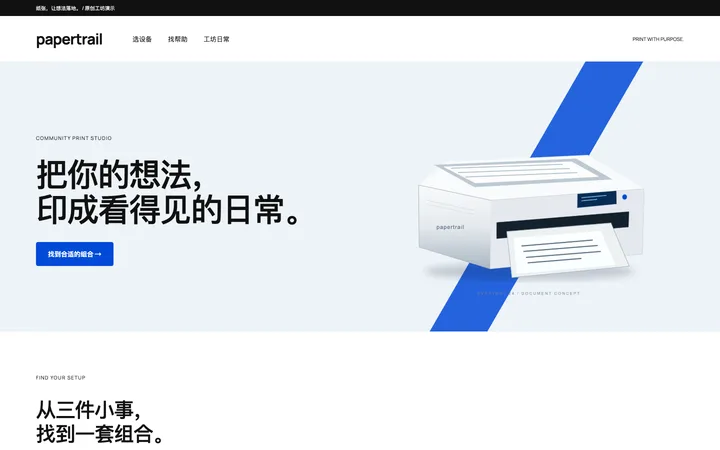 纸张，让想法落地。 / 原创工坊演示
papertrail
选设备
找帮助
工坊日常
PRINT WITH PURPOSE.
COMMUNITY PRINT STUDIO
把你的想法，
印成看得见的日常。
找到合适的组合 →
papertrail
/ DOCUMENT CONCEPT
FIND YOUR SETUP
从三件小事，
找到一套组合。